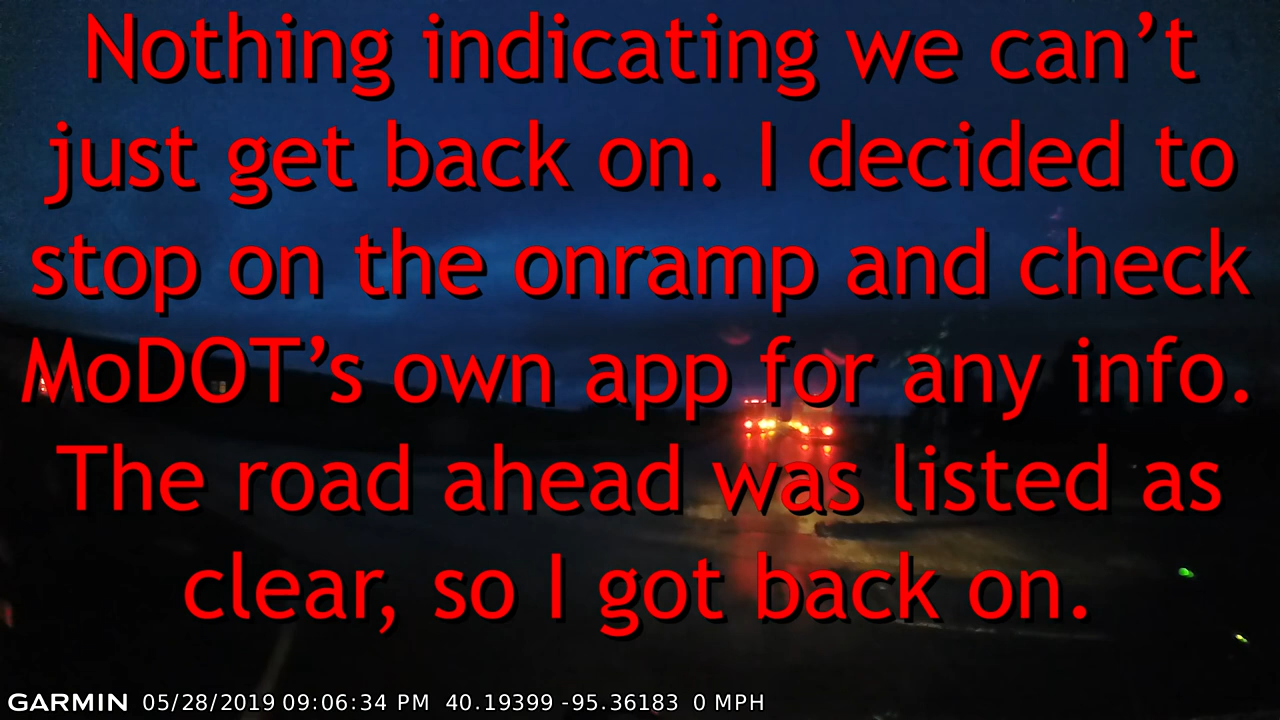 Nothing indicating we can’t
just get back on. I decided to
stop on the onramp and check
MoDOT’s own app for any info.
The road ahead was listed as
clear, so I got back on.
GARMIN 05/28/2019 09:06:34 PM 40.19399 -95.36183 0 MPH